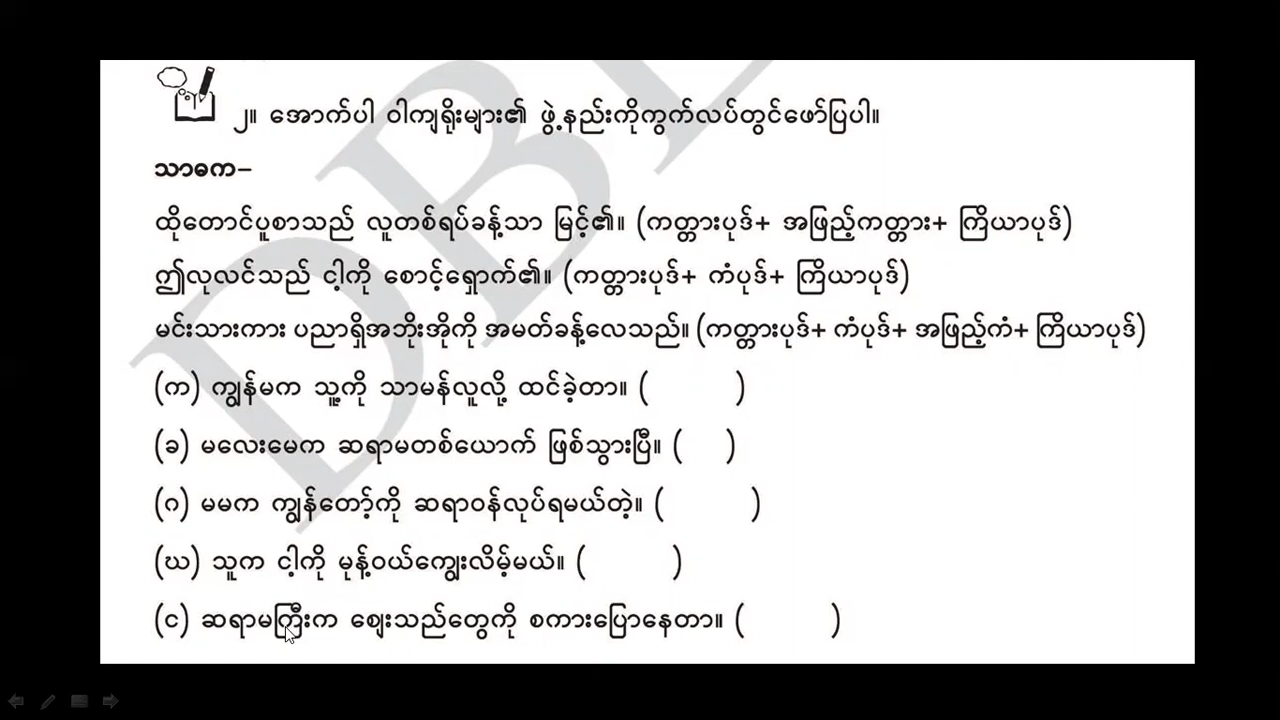 ၂။ အောက်ပါ ဝါကျရိုးများ၏ ဖွဲ့နည်းကိုကွက်လပ်တွင်ဖော်ပြပါ။
သာဓက–
ထိုတောင်ပူစာသည် လူတစ်ရပ်ခန့်သာ မြင့်၏။ (ကတ္တားပုဒ်+ အဖြည့်ကတ္တား+ ကြိယာပုဒ်)
ဤလုလင်သည် ငါ့ကို စောင့်ရှောက်၏။ (ကတ္တားပုဒ်+ ကံပုဒ်+ ကြိယာပုဒ်)
မင်းသားကား ပညာရှိအဘိုးအိုကို အမတ်ခန့်လေသည်။ (ကတ္တားပုဒ်+ ကံပုဒ်+ အဖြည့်ကံ+ ကြိယာပုဒ်)
(က) ကျွန်မက သူ့ကို သာမန်လူလို့ ထင်ခဲ့တာ။ ( )
(ခ) မလေးမေက ဆရာမတစ်ယောက် ဖြစ်သွားပြီ။ ( )
(ဂ) မမက ကျွန်တော့်ကို ဆရာဝန်လုပ်ရမယ်တဲ့။ ( )
(ဃ) သူက ငါ့ကို မုန့်ဝယ်ကျွေးလိမ့်မယ်။ ( )
(င) ဆရာမကြီးက ဈေးသည်တွေကို စကားပြောနေတာ။ ( )